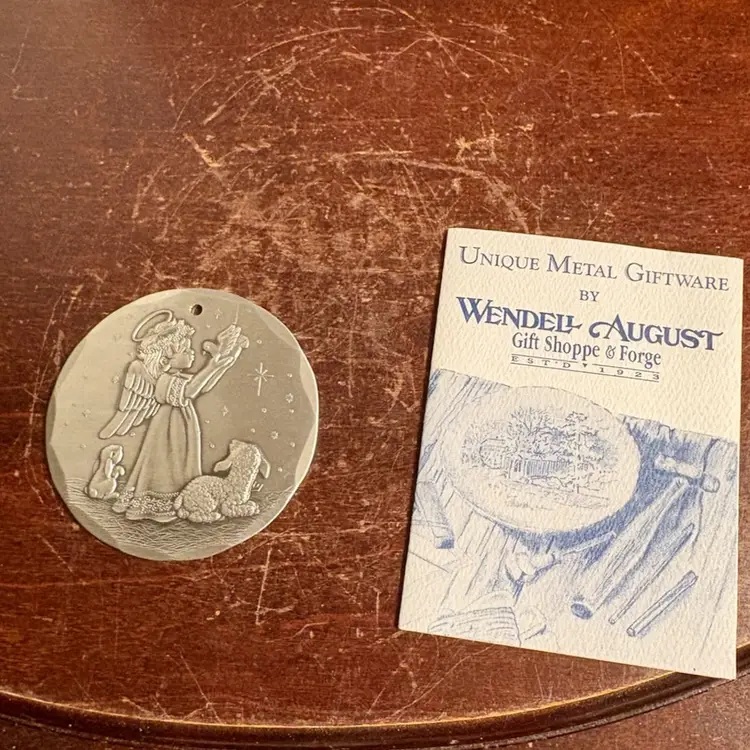 UNIQUE METAL GIFTWARE
BY
WENDELL AUGUST
Gift Shoppe & Forge
EST'D ▾ 1923